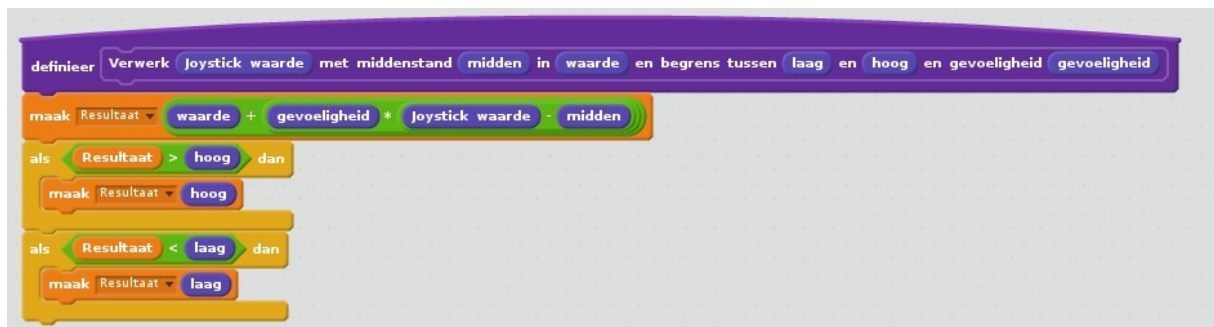 definieer Verwerk Joystick waarde met middenstand midden in waarde en begrens tussen laag en hoog en gevoeligheid gevoeligheid
maak Resultaat waarde + gevoeligheid * Joystick waarde - midden
als Resultaat > hoog dan
maak Resultaat hoog
als Resultaat < laag dan
maak Resultaat laag